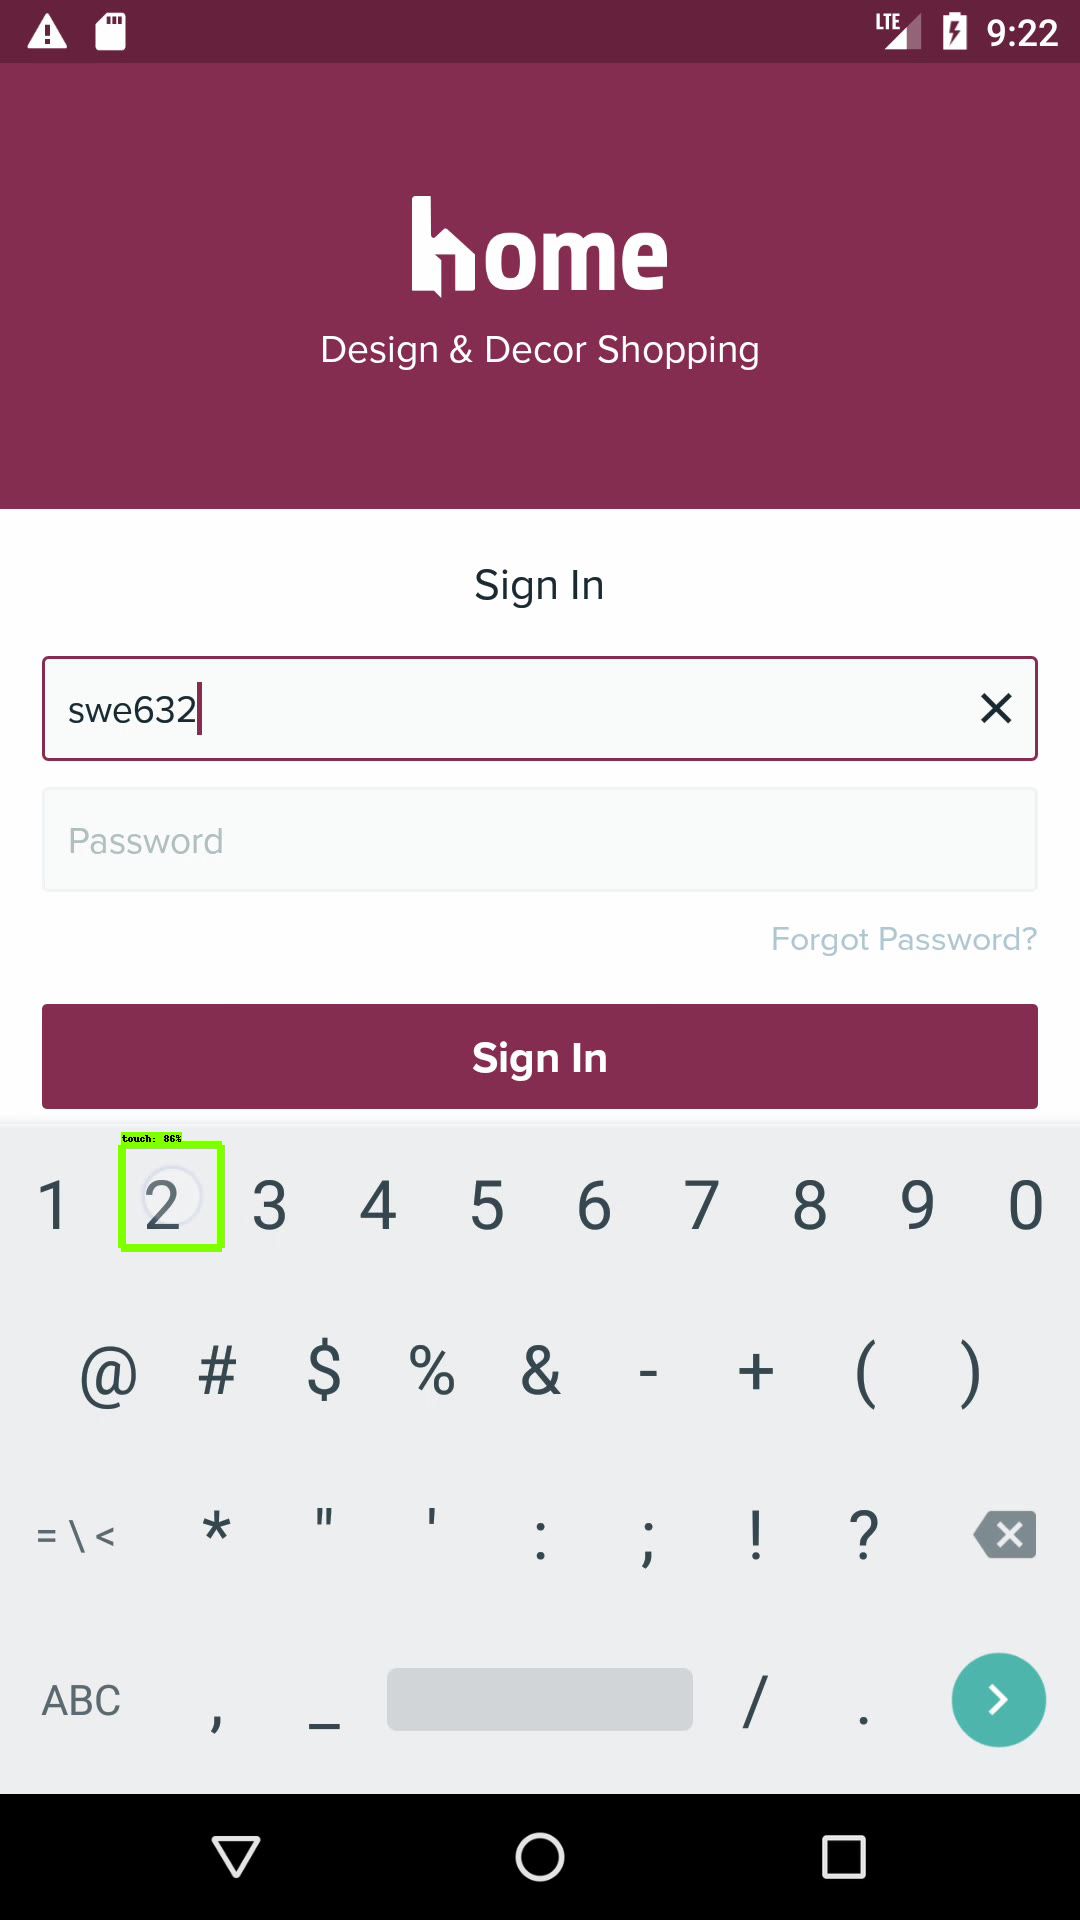 LTE 9:22
home
Design & Decor Shopping
Sign In
swe632
Password
Forgot Password?
Sign In
touch: 86%
1 2 3 4 5 6 7 8 9 0
@ # $ % & - + ( )
= \ < * " ' : ; ! ?
ABC , _ / .